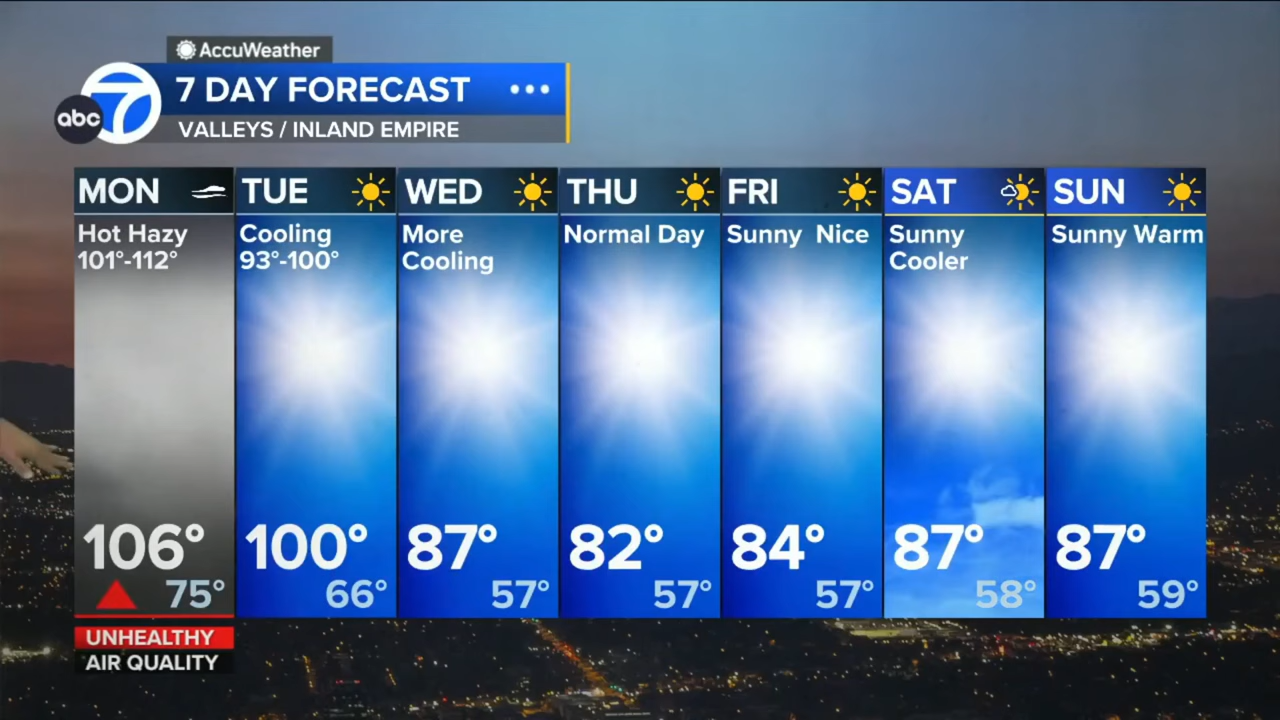 AccuWeather
abc 7
7 DAY FORECAST
VALLEYS / INLAND EMPIRE
MON
Hot Hazy
101°-112°
106°
75°
UNHEALTHY
AIR QUALITY
TUE
Cooling
93°-100°
100°
66°
WED
More
Cooling
87°
57°
THU
Normal Day
82°
57°
FRI
Sunny Nice
84°
57°
SAT
Sunny
Cooler
87°
58°
SUN
Sunny Warm
87°
59°